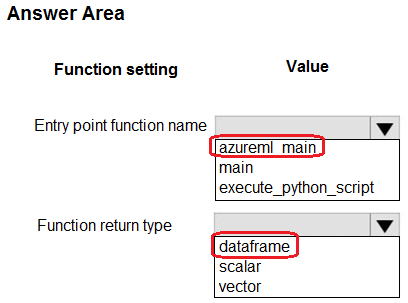 Answer Area
Function setting Value
Entry point function name
azureml_main
main
execute_python_script
Function return type
dataframe
scalar
vector